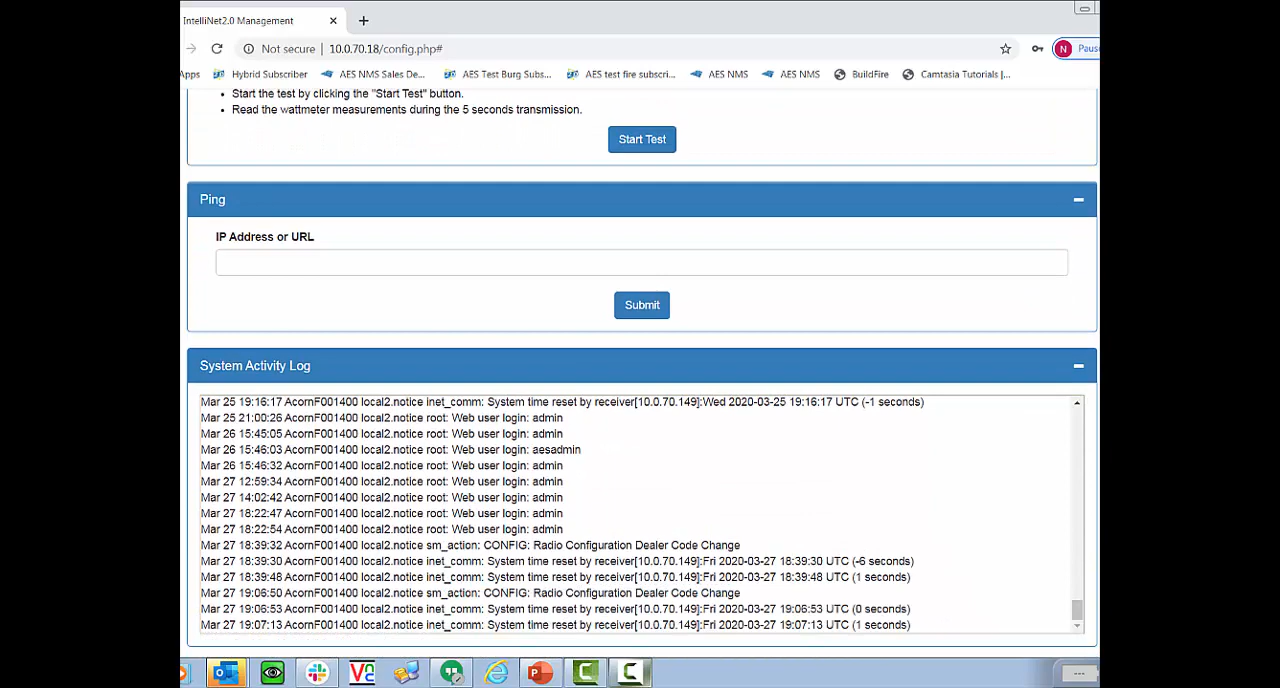 IntelliNet2.0 Management
Not secure | 10.0.70.18/config.php#
N Paus
Apps Hybrid Subscriber AES NMS Sales De... AES Test Burg Subs... AES test fire subscri... AES NMS AES NMS BuildFire Camtasia Tutorials |...
• Start the test by clicking the "Start Test" button.
• Read the wattmeter measurements during the 5 seconds transmission.
Start Test
Ping
IP Address or URL
Submit
System Activity Log
Mar 25 19:16:17 AcornF001400 local2.notice inet_comm: System time reset by receiver[10.0.70.149]:Wed 2020-03-25 19:16:17 UTC (-1 seconds)
Mar 25 21:00:26 AcornF001400 local2.notice root: Web user login: admin
Mar 26 15:45:05 AcornF001400 local2.notice root: Web user login: admin
Mar 26 15:46:03 AcornF001400 local2.notice root: Web user login: aesadmin
Mar 26 15:46:32 AcornF001400 local2.notice root: Web user login: admin
Mar 27 12:59:34 AcornF001400 local2.notice root: Web user login: admin
Mar 27 14:02:42 AcornF001400 local2.notice root: Web user login: admin
Mar 27 18:22:47 AcornF001400 local2.notice root: Web user login: admin
Mar 27 18:22:54 AcornF001400 local2.notice root: Web user login: admin
Mar 27 18:39:32 AcornF001400 local2.notice sm_action: CONFIG: Radio Configuration Dealer Code Change
Mar 27 18:39:30 AcornF001400 local2.notice inet_comm: System time reset by receiver[10.0.70.149]:Fri 2020-03-27 18:39:30 UTC (-6 seconds)
Mar 27 18:39:48 AcornF001400 local2.notice inet_comm: System time reset by receiver[10.0.70.149]:Fri 2020-03-27 18:39:48 UTC (1 seconds)
Mar 27 19:06:50 AcornF001400 local2.notice sm_action: CONFIG: Radio Configuration Dealer Code Change
Mar 27 19:06:53 AcornF001400 local2.notice inet_comm: System time reset by receiver[10.0.70.149]:Fri 2020-03-27 19:06:53 UTC (0 seconds)
Mar 27 19:07:13 AcornF001400 local2.notice inet_comm: System time reset by receiver[10.0.70.149]:Fri 2020-03-27 19:07:13 UTC (1 seconds)